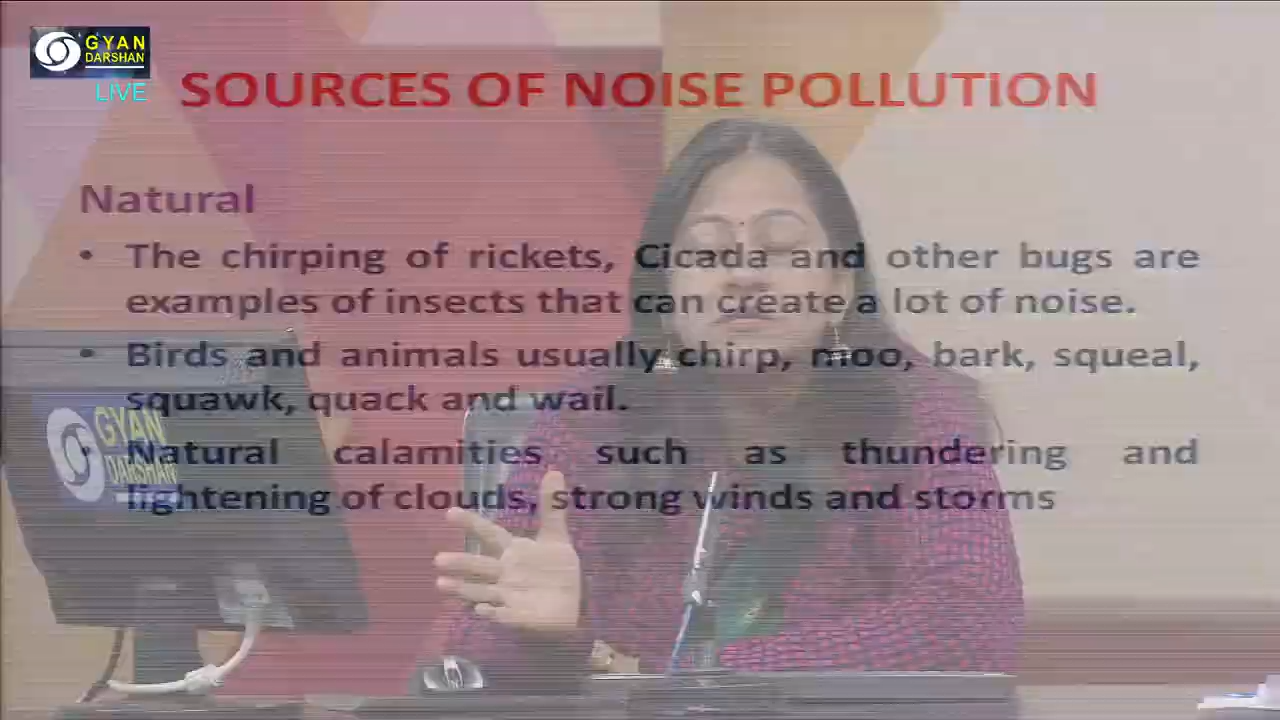 GYAN
DARSHAN
LIVE
SOURCES OF NOISE POLLUTION
Natural
• The chirping of rickets, Cicada and other bugs are
examples of insects that can create a lot of noise.
• Birds and animals usually chirp, moo, bark, squeal,
squawk, quack and wail.
• Natural calamities such as thundering and
lightening of clouds, strong winds and storms
GYAN
DARSHAN